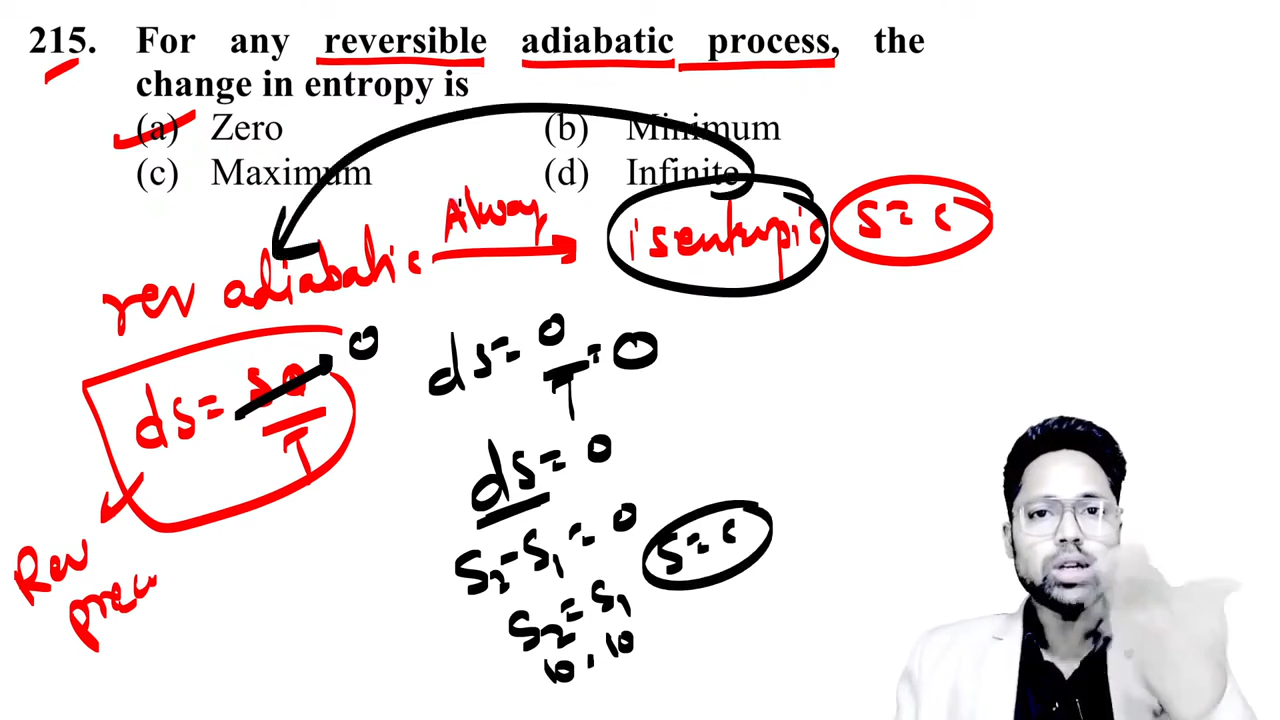 215. For any reversible adiabatic process, the
change in entropy is
(a) Zero (b) Minimum
(c) Maximum (d) Infinite
rev adiabatic Alway isentropic s = c
ds = δQ/T 0
ds = 0/T = 0
ds = 0
S₂ - S₁ = 0 s = c
S₂ = S₁
10, 10
Rev